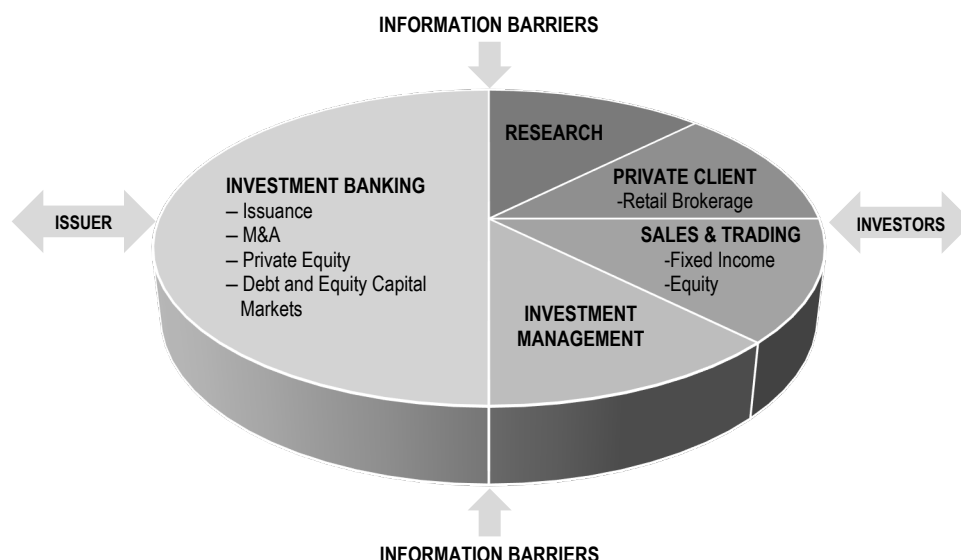 INFORMATION BARRIERS
RESEARCH
PRIVATE CLIENT
-Retail Brokerage
INVESTMENT BANKING
– Issuance
– M&A
– Private Equity
– Debt and Equity Capital
Markets
ISSUER
INVESTORS
SALES & TRADING
-Fixed Income
-Equity
INVESTMENT
MANAGEMENT
INFORMATION BARRIERS